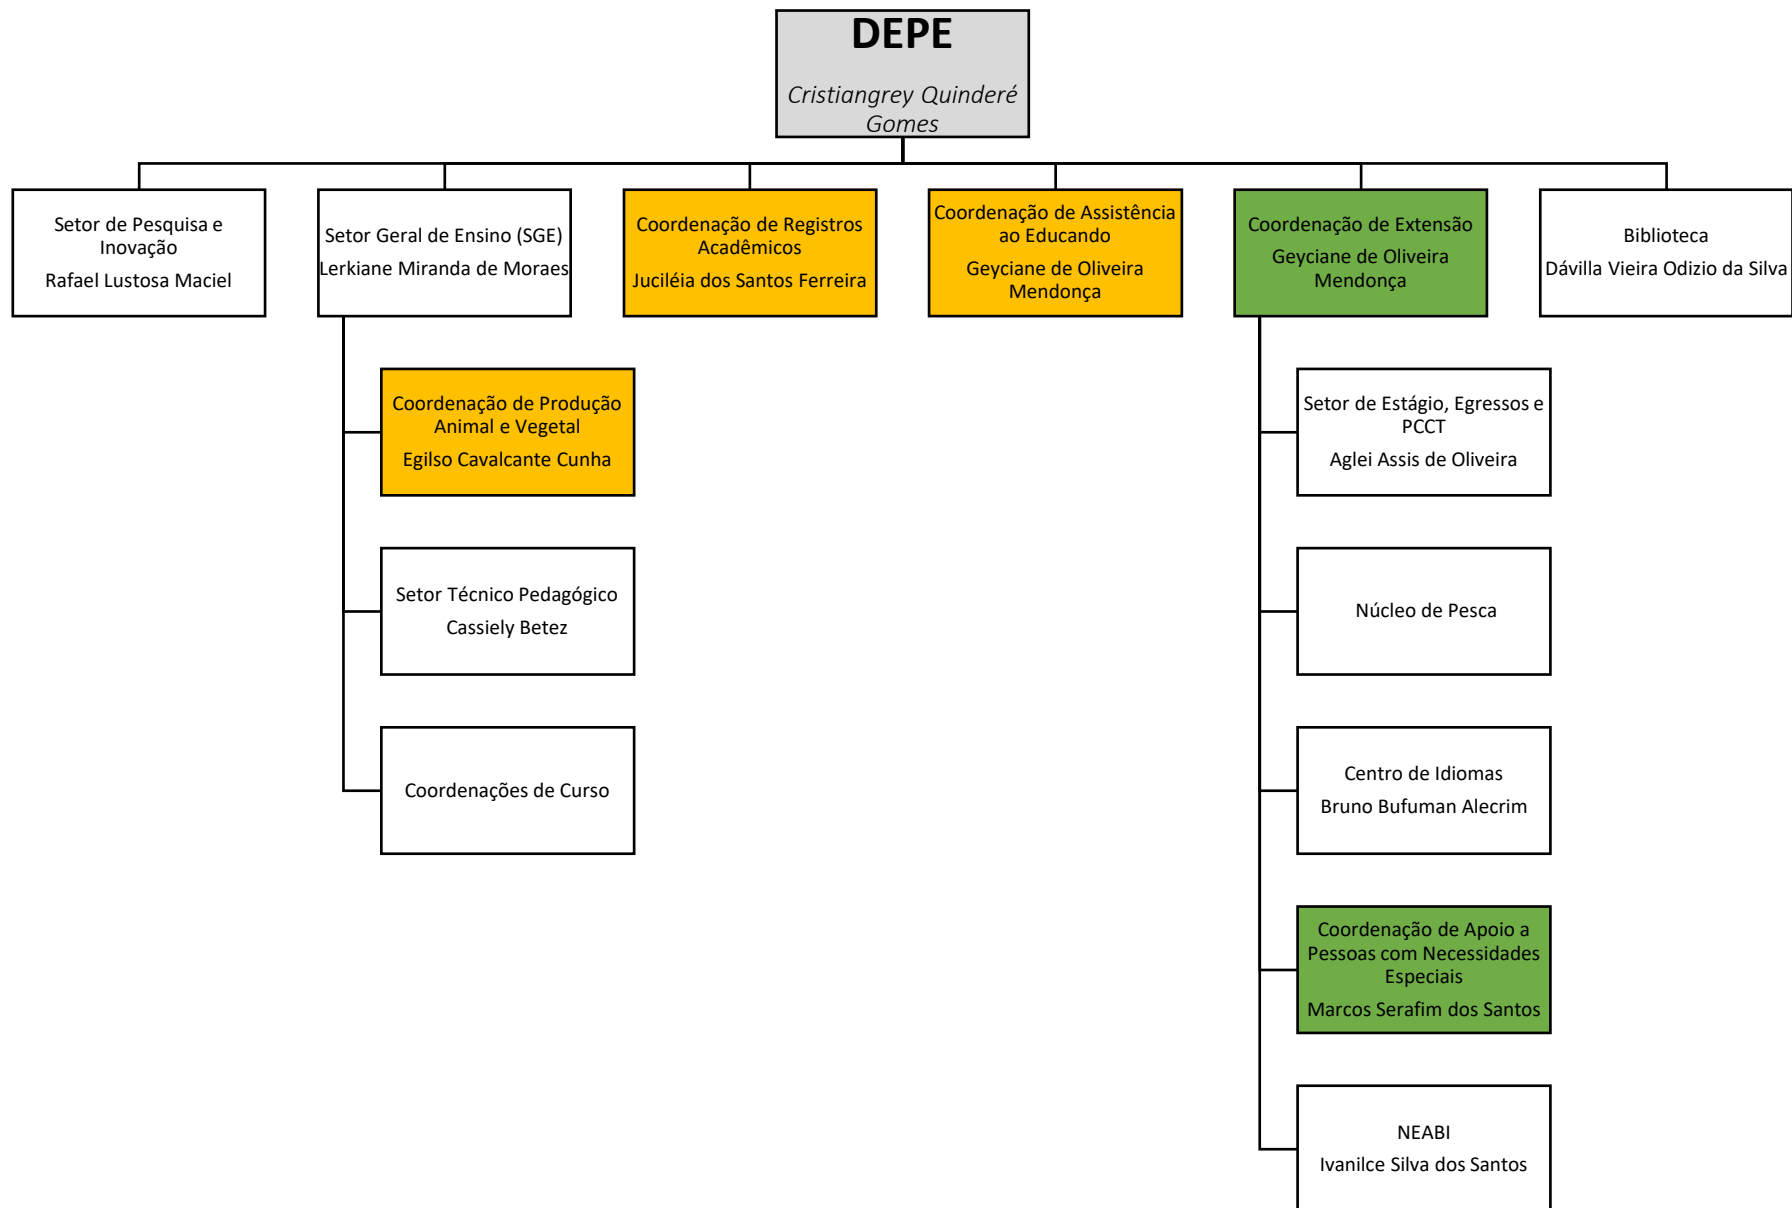 DEPE
Cristiangrey Quinderé
Gomes
Setor de Pesquisa e
Inovação
Rafael Lustosa Maciel
Setor Geral de Ensino (SGE)
Lerkiane Miranda de Moraes
Coordenação de Registros
Acadêmicos
Juciléia dos Santos Ferreira
Coordenação de Assistência
ao Educando
Geyciane de Oliveira
Mendonça
Coordenação de Extensão
Geyciane de Oliveira
Mendonça
Biblioteca
Dávilla Vieira Odizio da Silva
Coordenação de Produção
Animal e Vegetal
Egilso Cavalcante Cunha
Setor Técnico Pedagógico
Cassiely Betez
Coordenações de Curso
Setor de Estágio, Egressos e
PCCT
Aglei Assis de Oliveira
Núcleo de Pesca
Centro de Idiomas
Bruno Bufuman Alecrim
Coordenação de Apoio a
Pessoas com Necessidades
Especiais
Marcos Serafim dos Santos
NEABI
Ivanilce Silva dos Santos